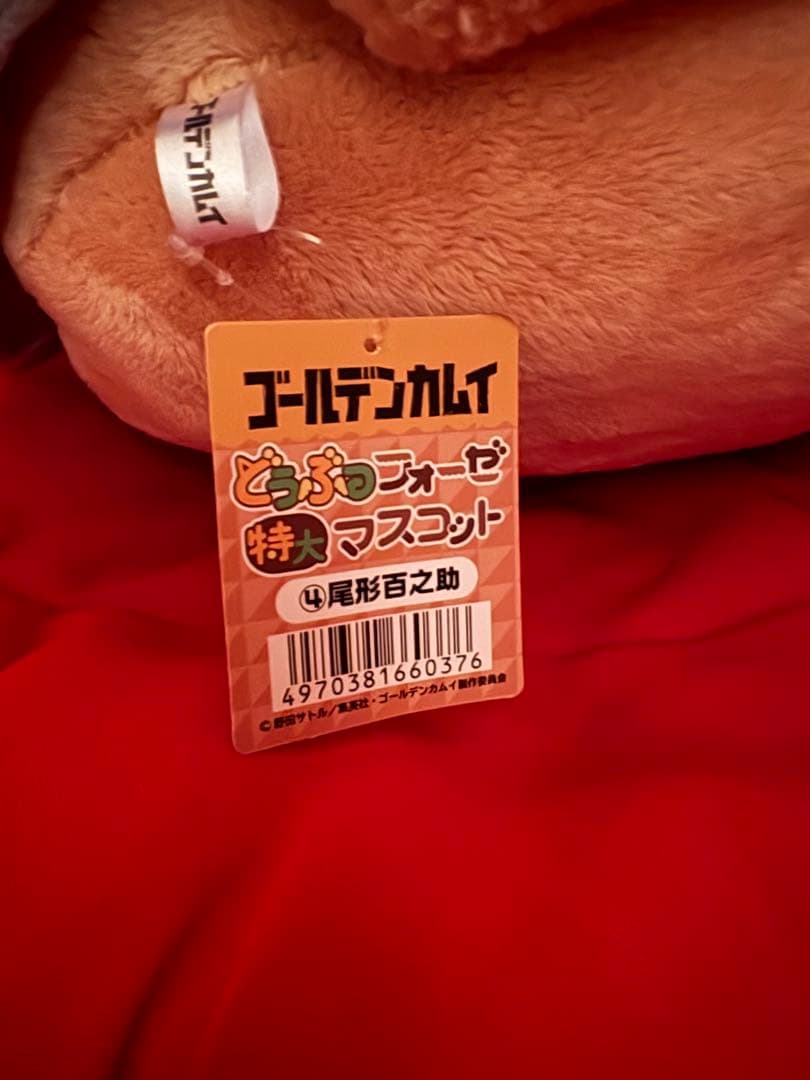 ールデンカムイ
ゴールデンカムイ
どうぶつフォーゼ
特大マスコット
④尾形百之助
4970381660376
©野田サトル/集英社・ゴールデンカムイ製作委員会